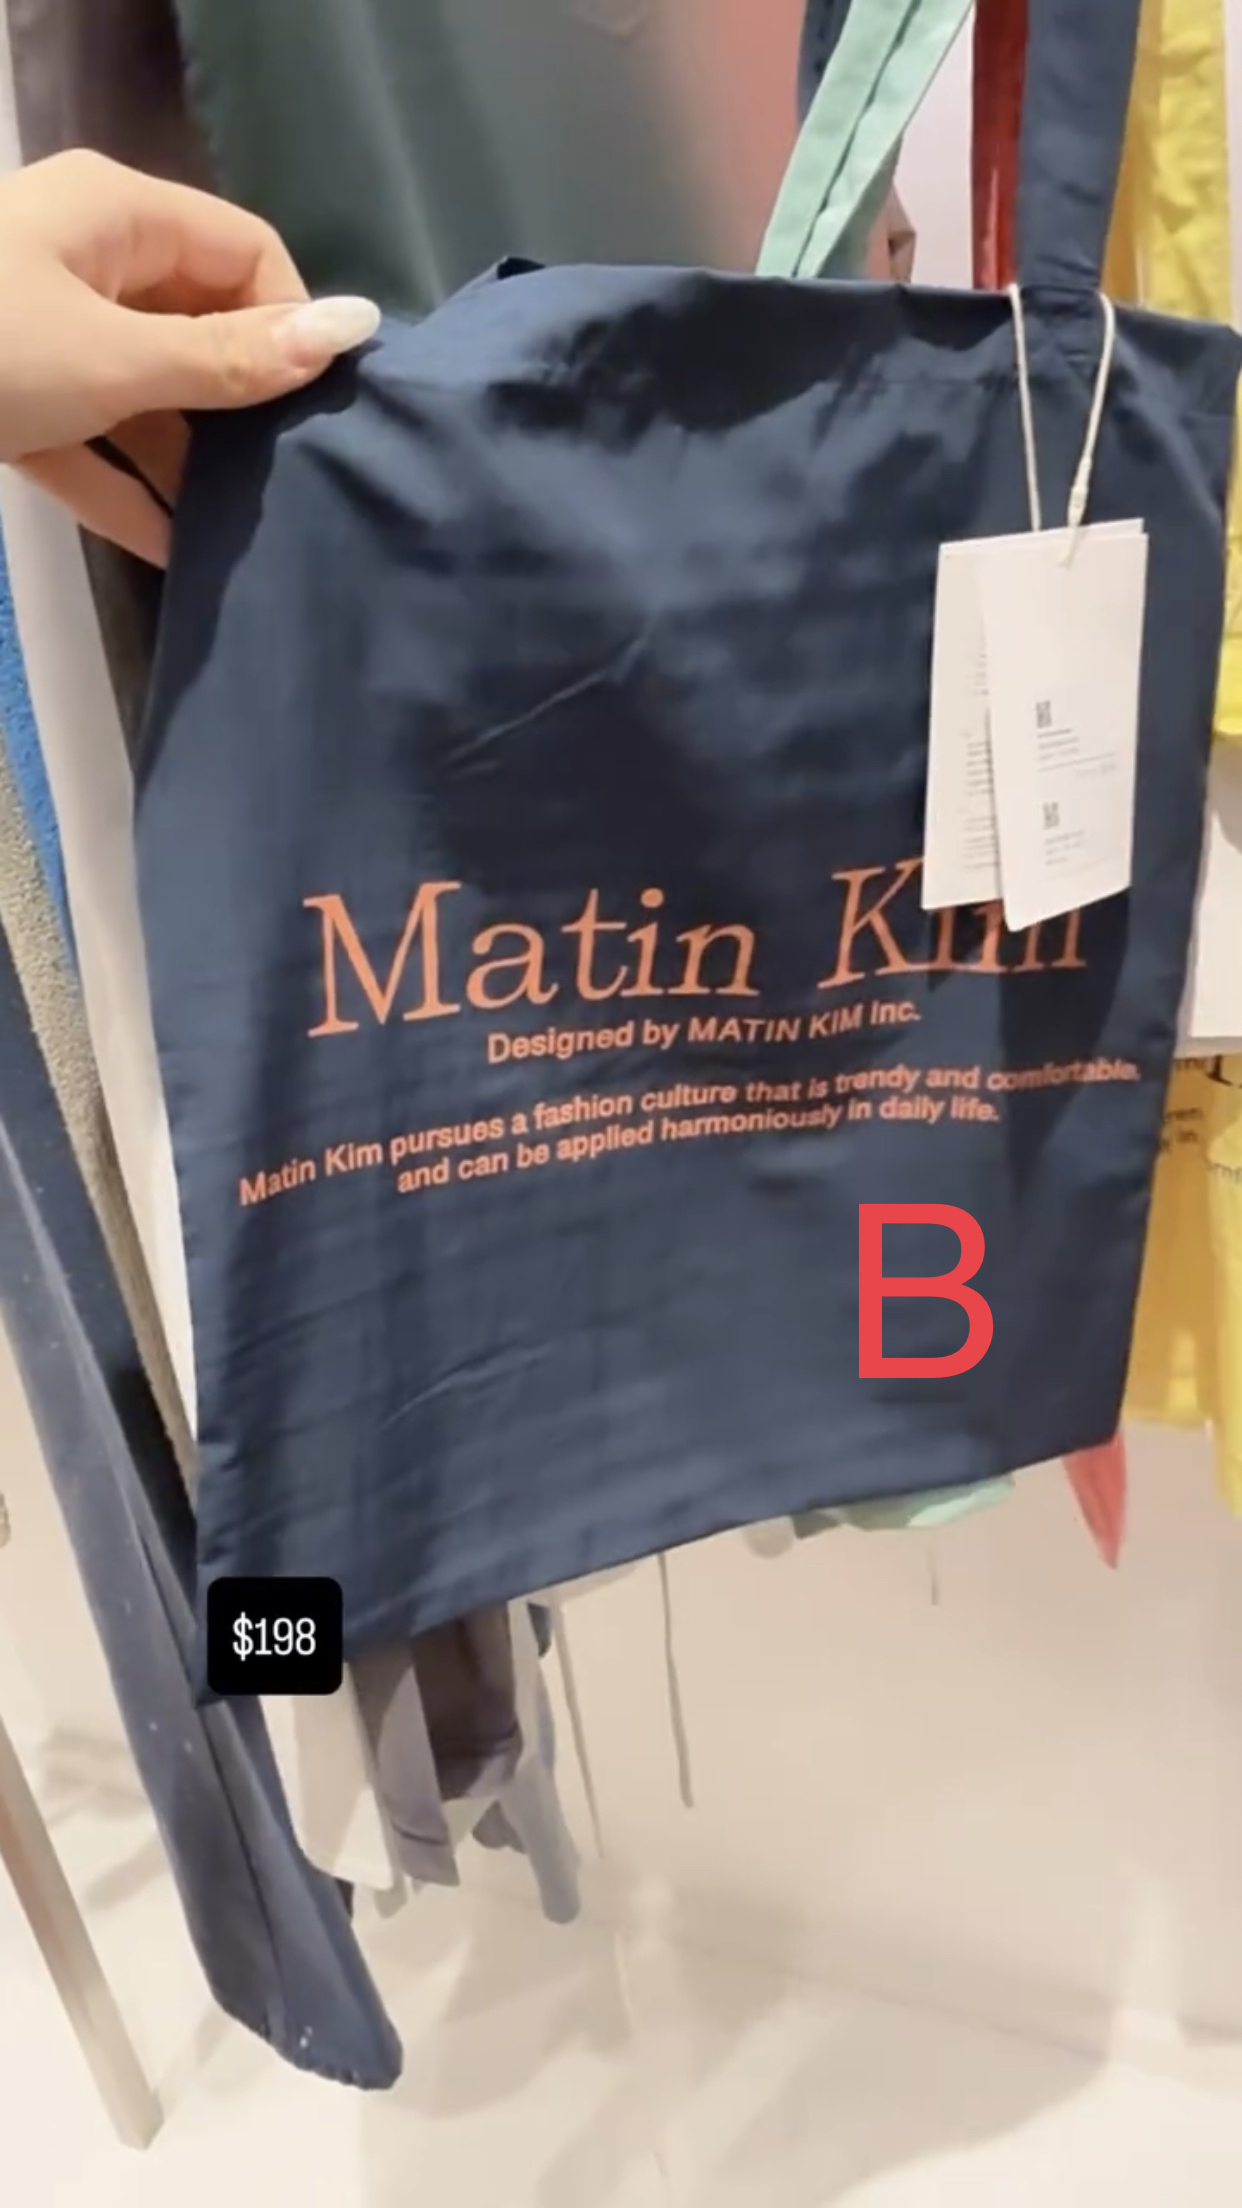 Matin Kim
Designed by MATIN KIM Inc.
Matin Kim pursues a fashion culture that is trendy and comfortable,
and can be applied harmoniously in daily life.
B
$198